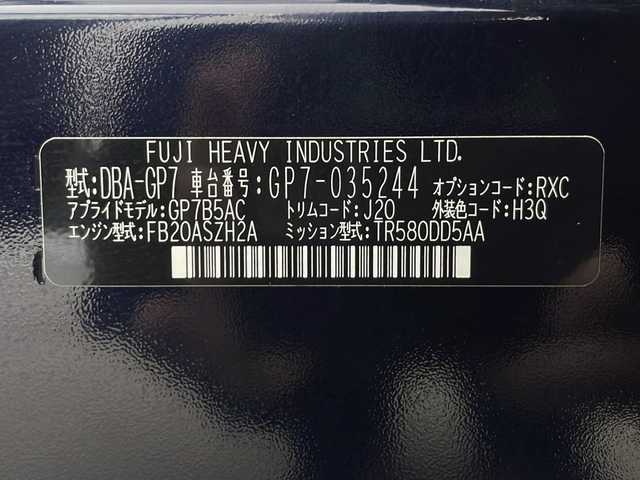 FUJI HEAVY INDUSTRIES LTD.
型式:DBA-GP7 車台番号:GP7-035244 オプションコード:RXC
アプライドモデル:GP7B5AC トリムコード:J20 外装色コード:H3Q
エンジン型式:FB20ASZH2A ミッション型式:TR580DD5AA